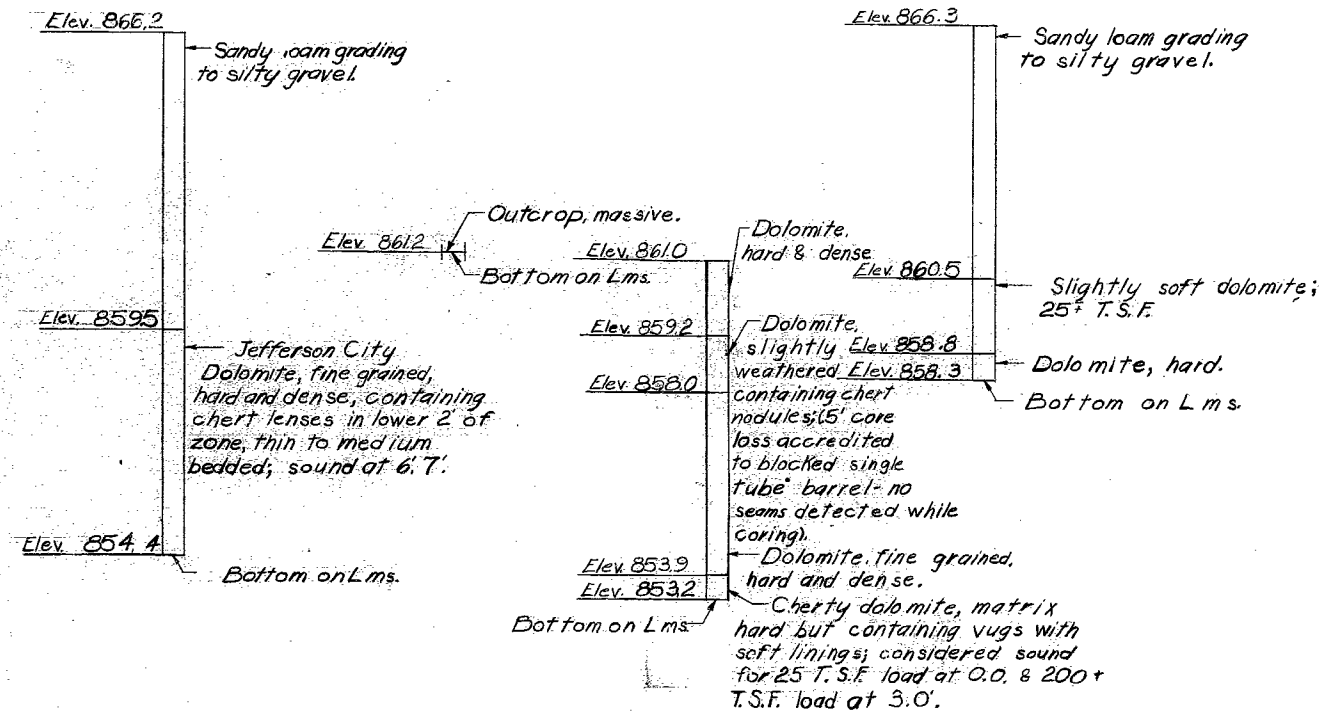 Elev. 866.2
Sandy loam grading
to silty gravel.
Elev. 859.5
Jefferson City
Dolomite, fine grained,
hard and dense, containing
chert lenses in lower 2' of
zone, thin to medium
bedded; sound at 6.7'.
Elev. 854.4
Bottom on Lms.
Outcrop, massive.
Elev. 861.2
Bottom on Lms.
Elev. 861.0
Dolomite,
hard & dense
Elev. 859.2
Dolomite,
slightly
weathered
containing chert
nodules; (.5' core
loss accredited
to blocked single
tube barrel - no
seams detected while
coring).
Elev. 858.0
Dolomite, fine grained,
hard and dense.
Elev. 853.9
Elev. 853.2
Cherty dolomite, matrix
hard but containing vugs with
soft linings; considered sound
for 25 T.S.F. load at 0.0. & 200+
T.S.F. load at 3.0'.
Bottom on Lms.
Elev. 866.3
Sandy loam grading
to silty gravel.
Elev. 860.5
Slightly soft dolomite;
25+ T.S.F.
Elev. 858.8
Dolomite, hard.
Elev. 858.3
Bottom on Lms.